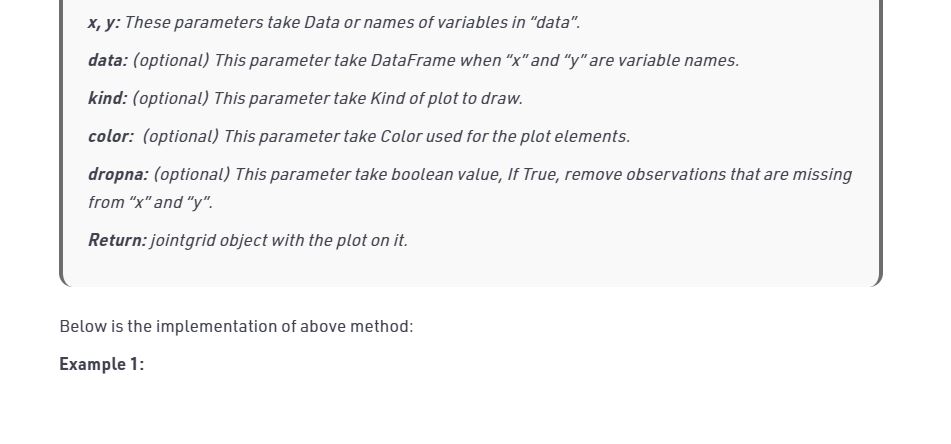 x, y: These parameters take Data or names of variables in “data”.
data: (optional) This parameter take DataFrame when “x” and “y” are variable names.
kind: (optional) This parameter take Kind of plot to draw.
color:  (optional) This parameter take Color used for the plot elements.
dropna: (optional) This parameter take boolean value, If True, remove observations that are missing
from “x” and “y”.
Return: jointgrid object with the plot on it.
Below is the implementation of above method:
Example 1: